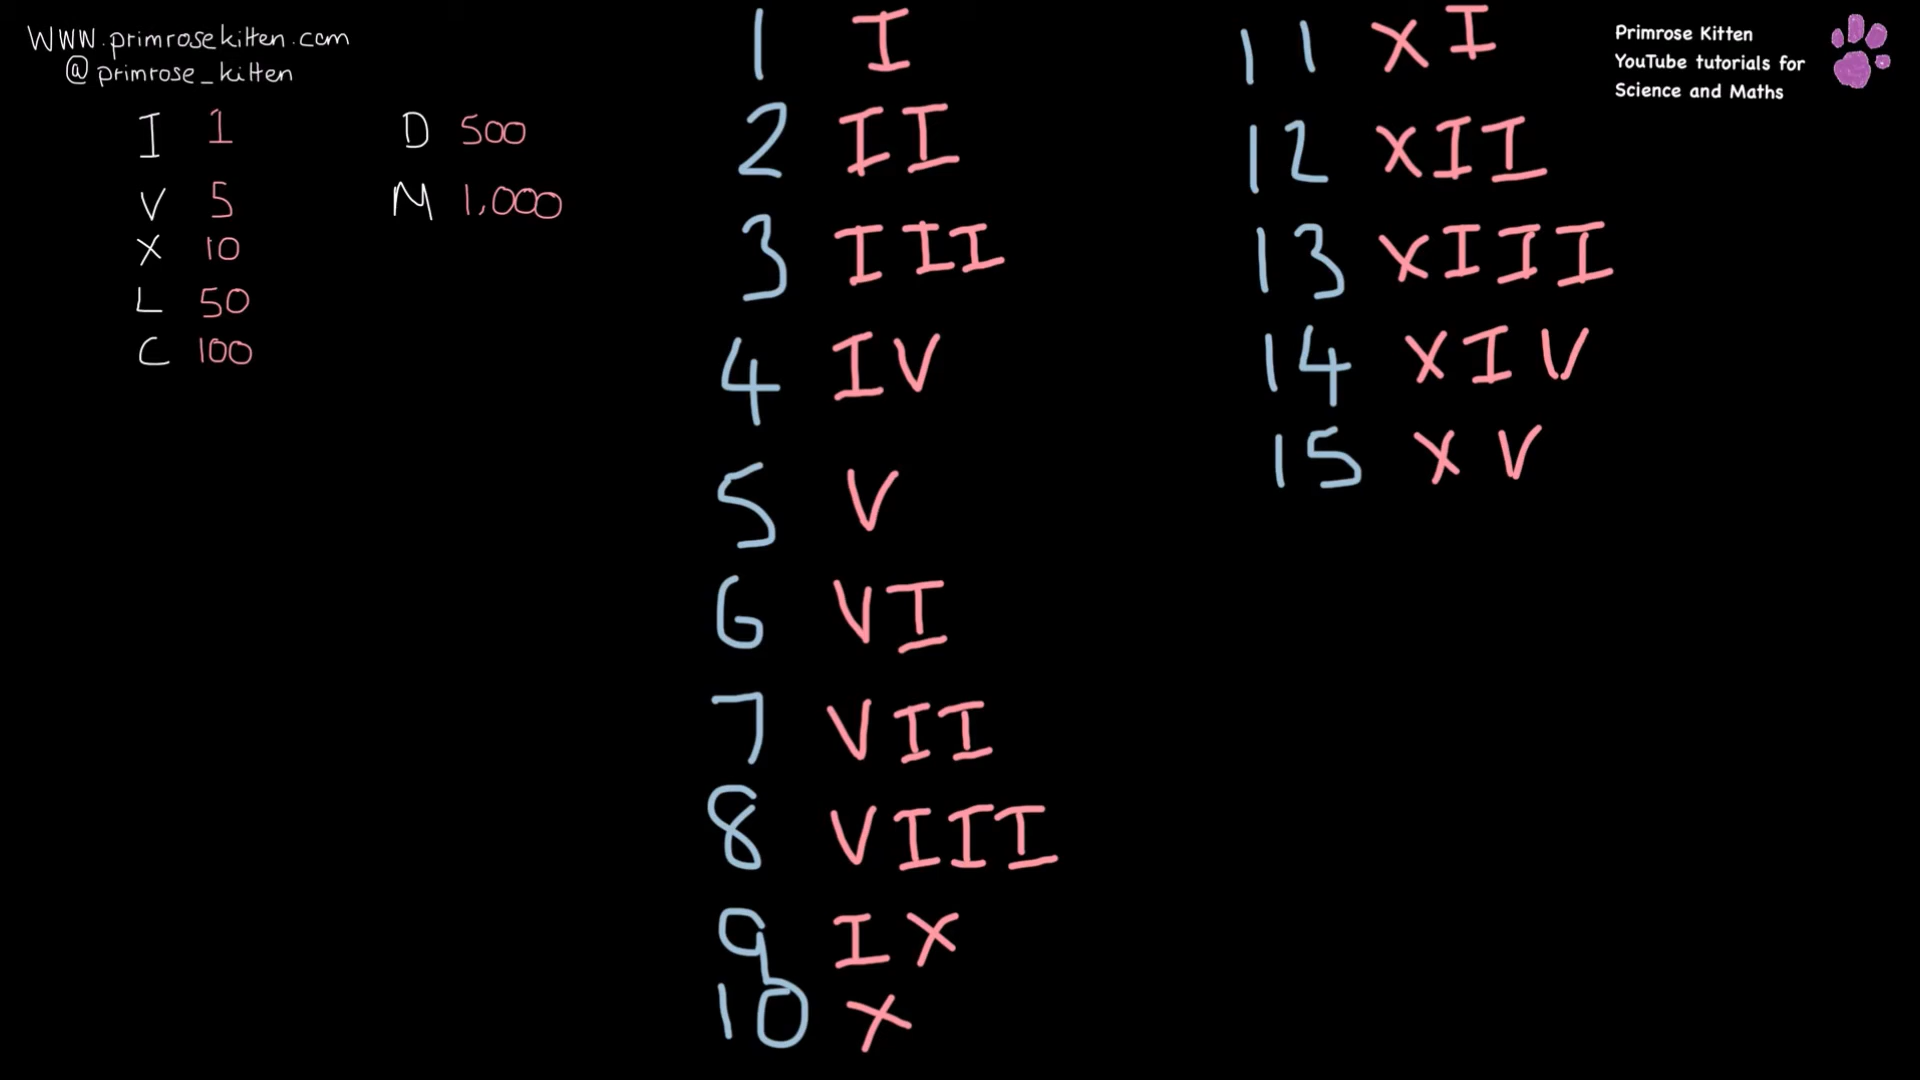 www.primrosekitten.com
@primrose_kitten
I 1
V 5
X 10
L 50
C 100
D 500
M 1,000
1 I
2 II
3 III
4 IV
5 V
6 VI
7 VII
8 VIII
9 IX
10 X
11 XI
12 XII
13 XIII
14 XIV
15 XV
Primrose Kitten
YouTube tutorials for
Science and Maths